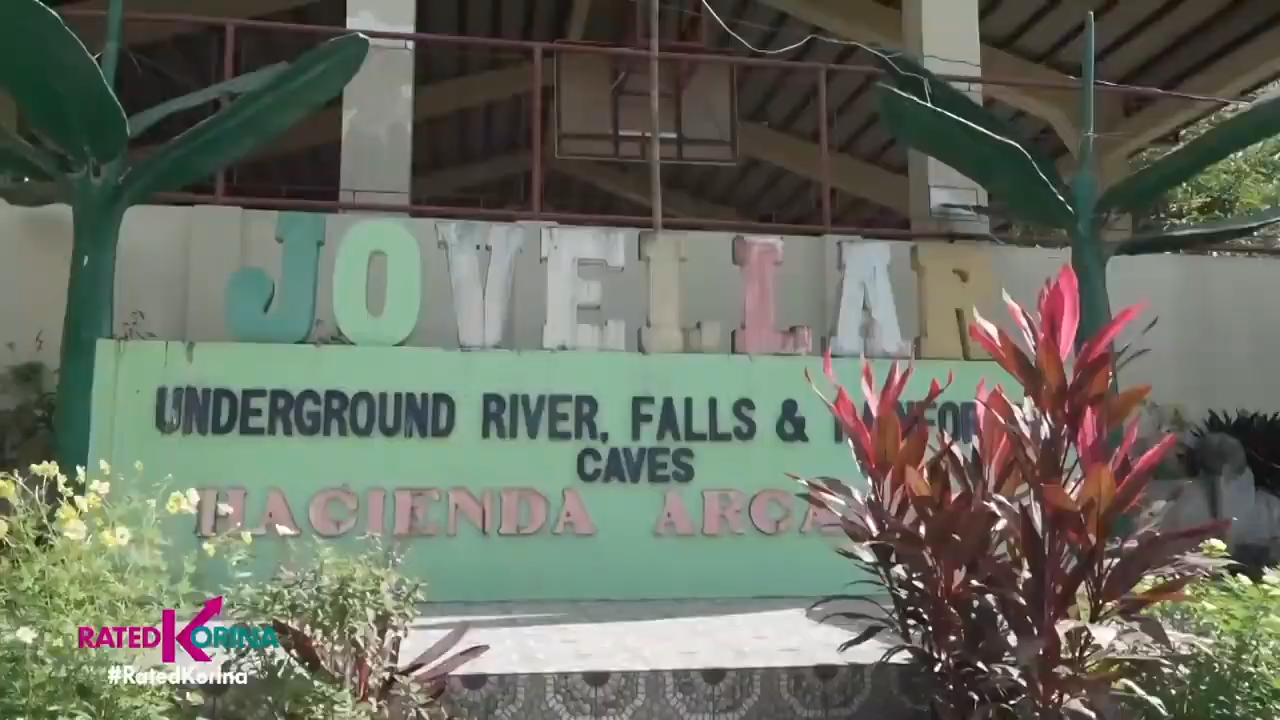 JOVELLAR
UNDERGROUND RIVER, FALLS &
CAVES
HACIENDA
RATED KORINA
#RatedKorina